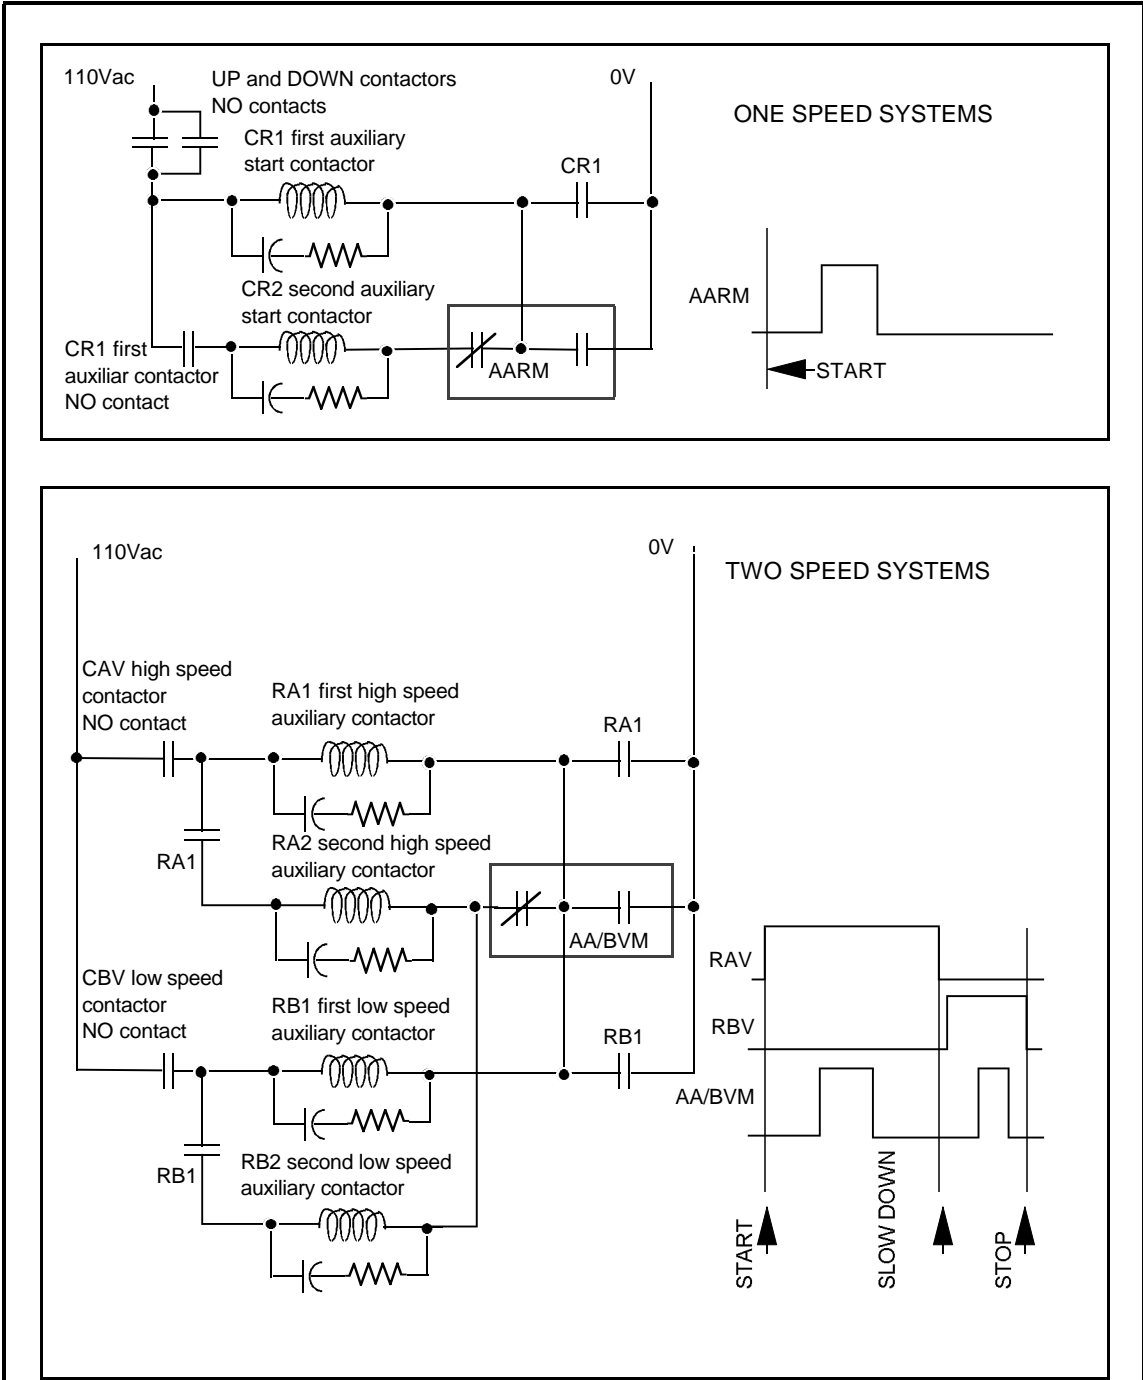 110Vac
UP and DOWN contactors
NO contacts
0V
ONE SPEED SYSTEMS
CR1 first auxiliary
start contactor
CR1
CR2 second auxiliary
start contactor
AARM
CR1 first
auxiliar contactor
NO contact
AARM
START
110Vac
0V
TWO SPEED SYSTEMS
CAV high speed
contactor
NO contact
RA1 first high speed
auxiliary contactor
RA1
RA1
RA2 second high speed
auxiliary contactor
AA/BVM
CBV low speed
contactor
NO contact
RB1 first low speed
auxiliary contactor
RB1
RB1
RB2 second low speed
auxiliary contactor
RAV
RBV
AA/BVM
START
SLOW DOWN
STOP